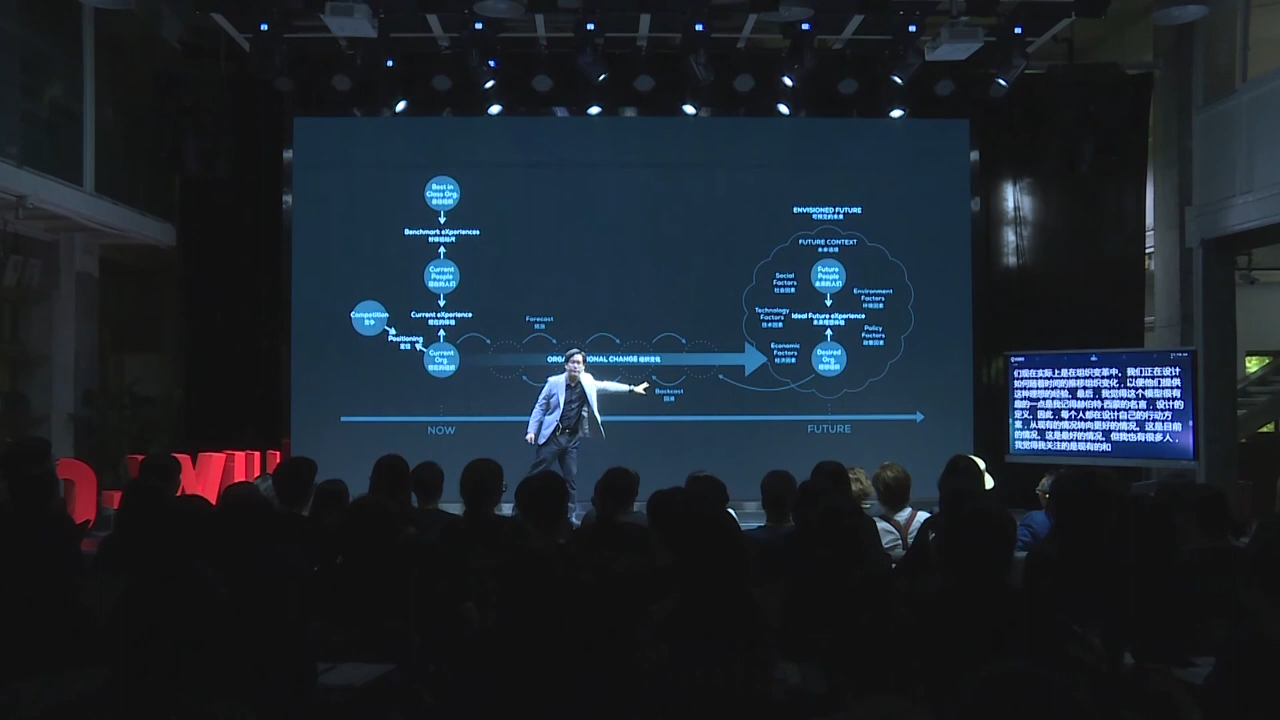 Best in
Class Org.
最佳组织
Benchmark eXperiences
Current
People
现在的人们
Competition
竞争
Current eXperience
现在的体验
Positioning
定位
Current
Org.
现在的组织
Forecast
Backcast
ENVISIONED FUTURE
可预见的未来
FUTURE CONTEXT
未来语境
Social
Factors
社会因素
Future
People
未来的人们
Environment
Factors
环境因素
Technology
Factors
技术因素
Ideal Future eXperience
未来理想体验
Policy
Factors
政策因素
Economic
Factors
经济因素
Desired
Org.
理想组织
CHANGE 组织变化
NOW
FUTURE
们现在实际上是在组织变革中。我们正在设计
如何随着时间的推移组织变化，以便他们提供
这种理想的经验。最后，我觉得这个模型很有
趣的一点是我记得赫伯特·西蒙的名言，设计的
定义。因此，每个人都在设计自己的行动方
案，从现有的情况转向更好的情况。这是目前
的情况。这是最好的情况。但我也有很多人，
我觉得我关注的是现有的和